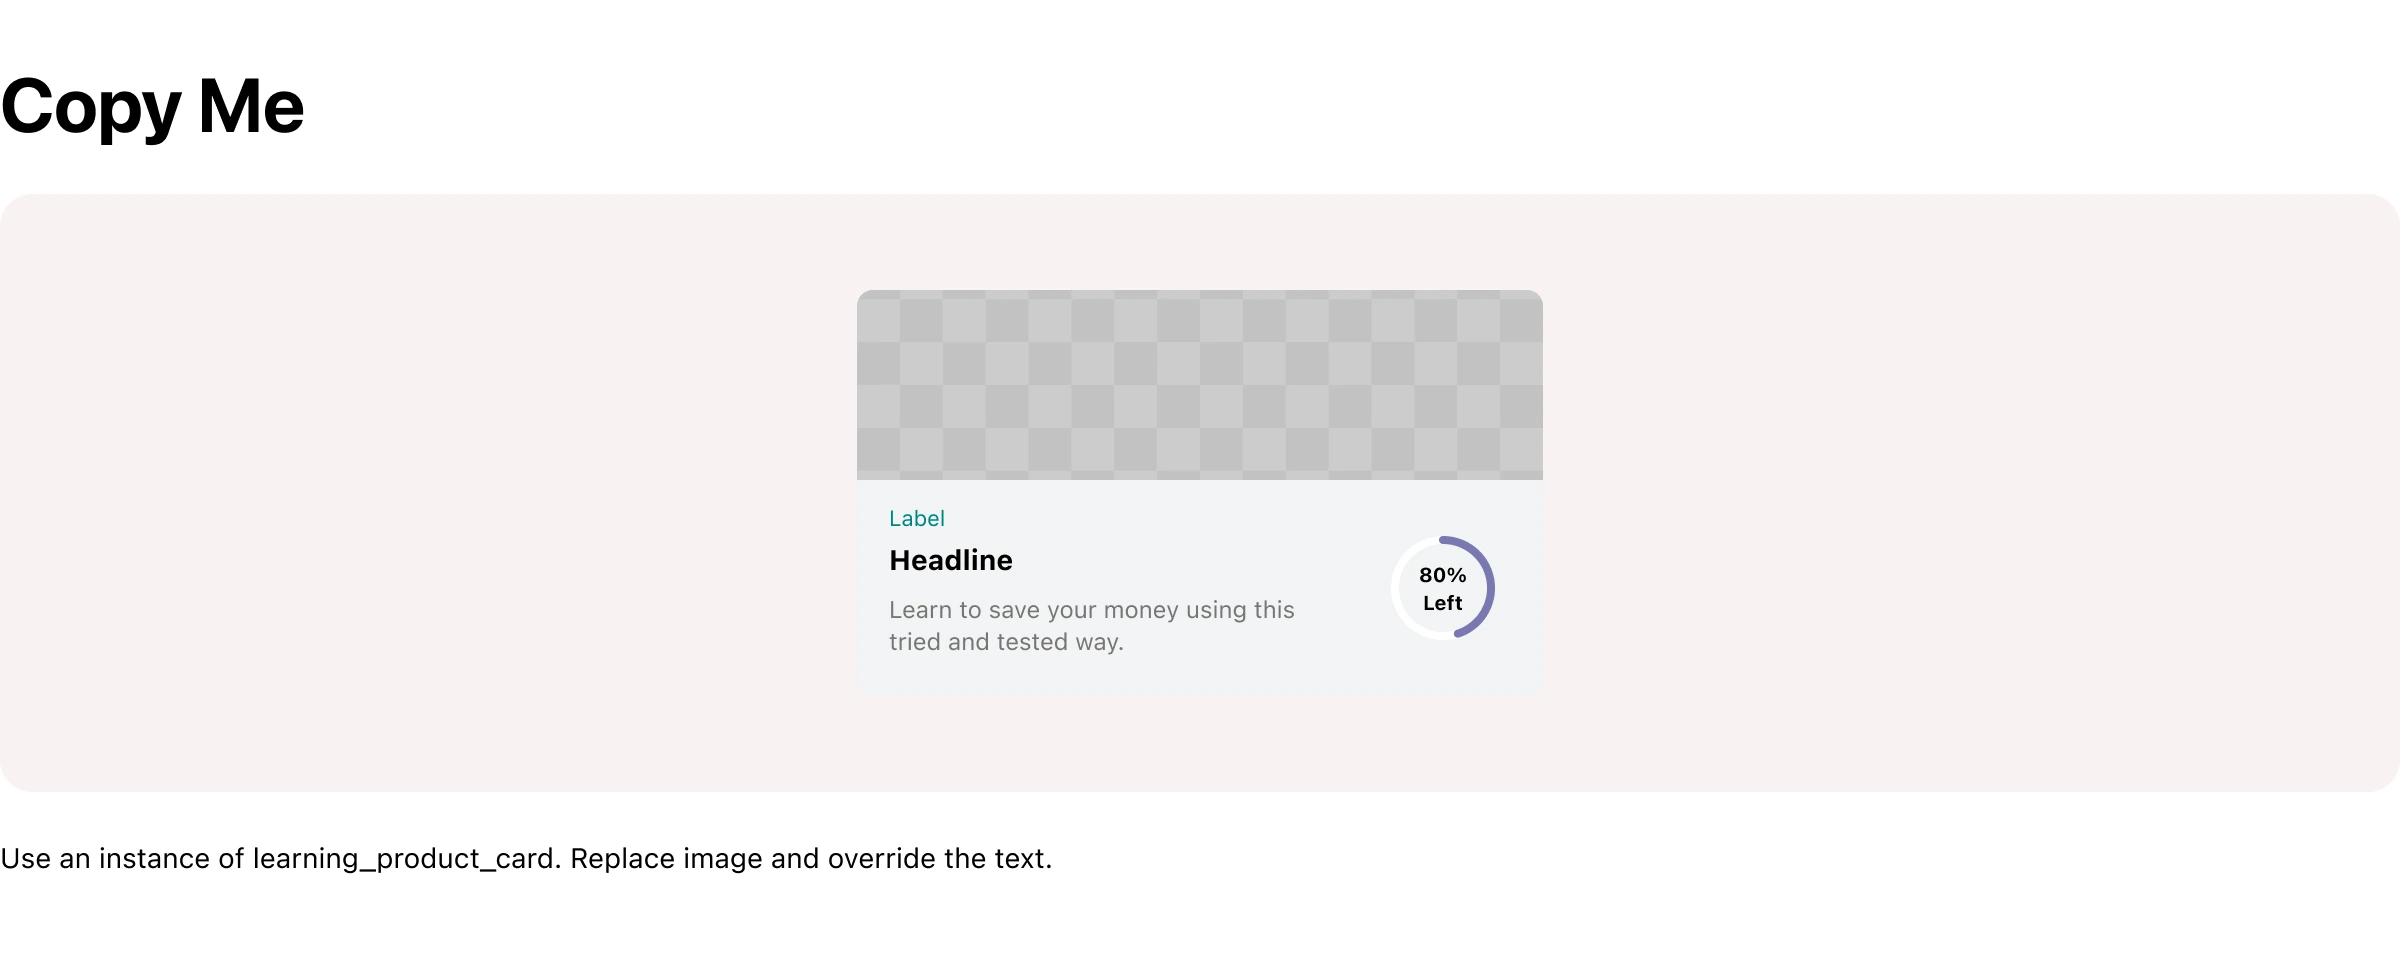 Copy Me
Label
Headline
Learn to save your money using this
tried and tested way.
80%
Left
Use an instance of learning_product_card. Replace image and override the text.